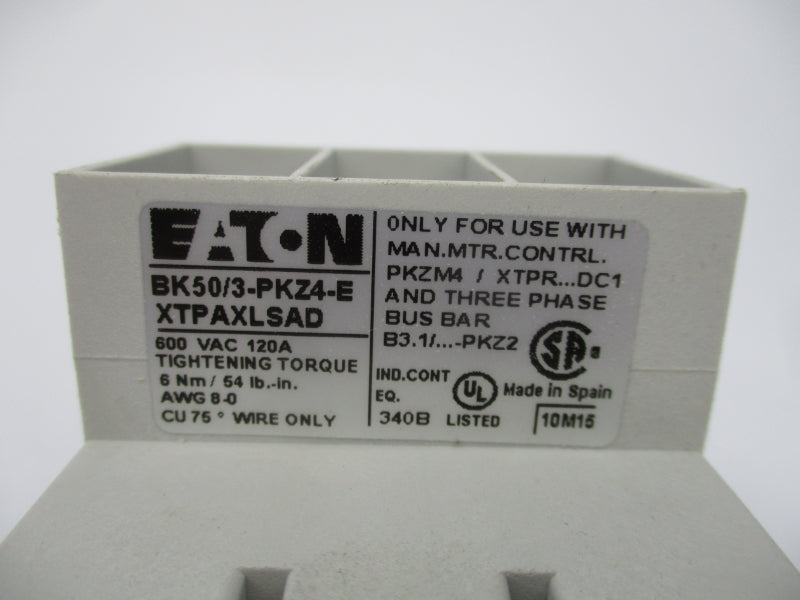 EATON
BK50/3-PKZ4-E
XTPAXLSAD
600 VAC 120A
TIGHTENING TORQUE
6 Nm / 54 lb.-in.
AWG 8-0
CU 75 ° WIRE ONLY
0NLY FOR USE WITH
MAN.MTR.CONTRL.
PKZM4 / XTPR...DC1
AND THREE PHASE
BUS BAR
B3.1/...-PKZ2
SA
IND.CONT
EQ.
340B
UL
LISTED
Made in Spain
10M15